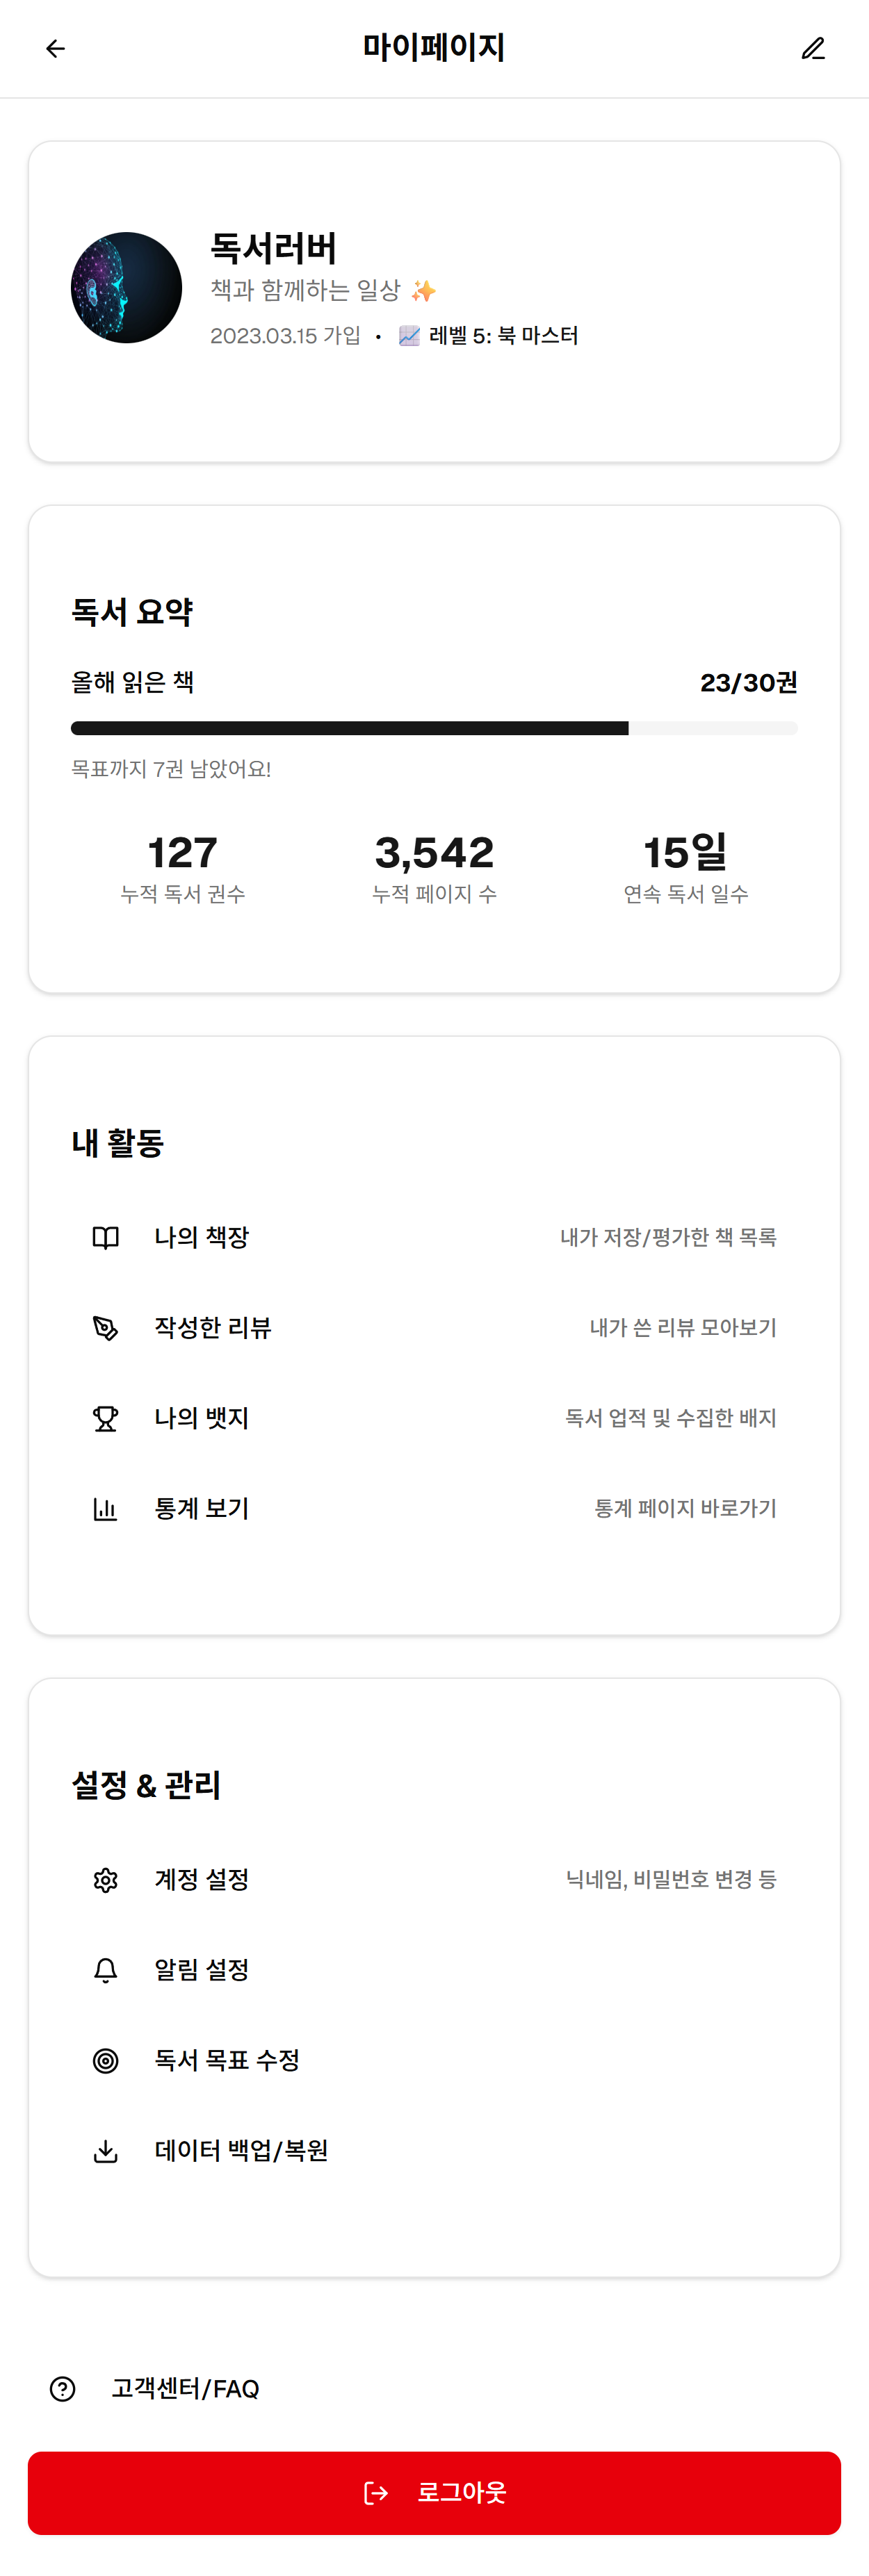 마이페이지
독서러버
책과 함께하는 일상 ✨
2023.03.15 가입 • 📈 레벨 5: 북 마스터
독서 요약
올해 읽은 책 23/30권
목표까지 7권 남았어요!
127 3,542 15일
누적 독서 권수 누적 페이지 수 연속 독서 일수
내 활동
나의 책장 내가 저장/평가한 책 목록
작성한 리뷰 내가 쓴 리뷰 모아보기
나의 뱃지 독서 업적 및 수집한 배지
통계 보기 통계 페이지 바로가기
설정 & 관리
계정 설정 닉네임, 비밀번호 변경 등
알림 설정
독서 목표 수정
데이터 백업/복원
고객센터/FAQ
로그아웃